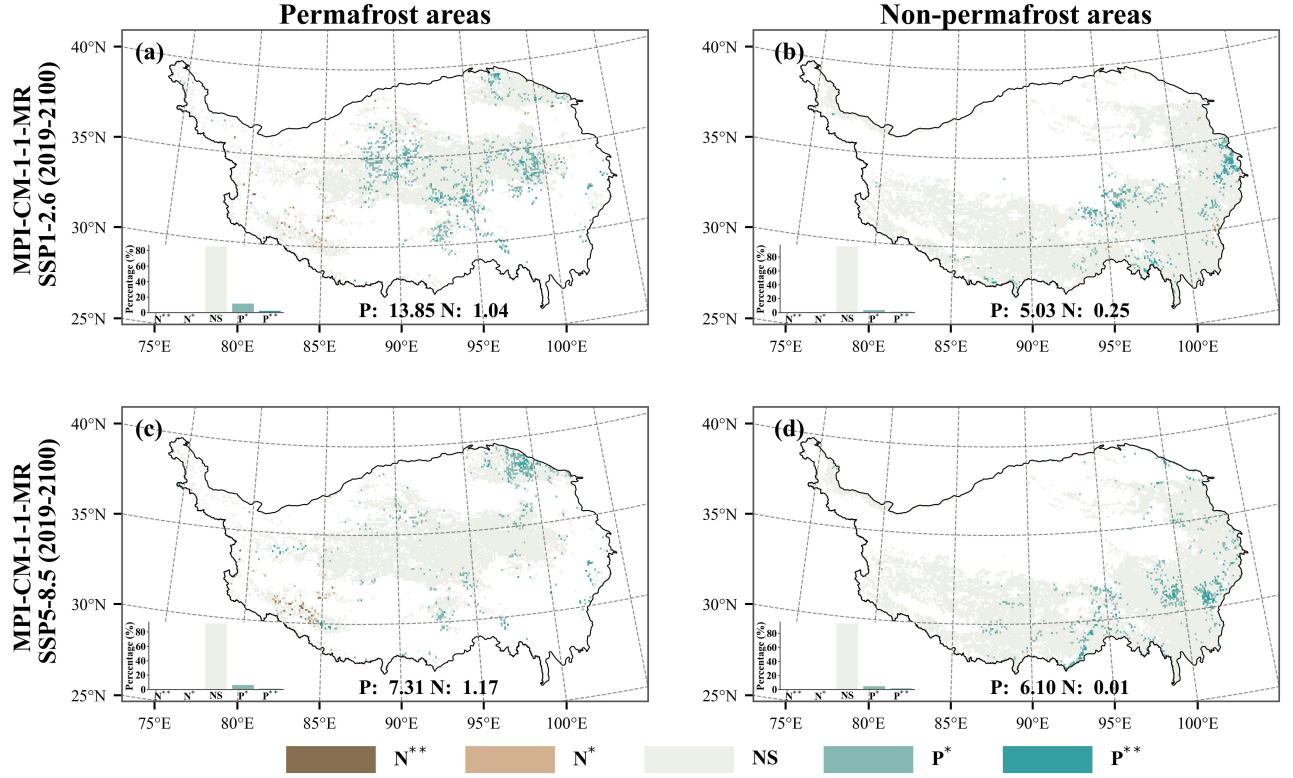 Permafrost areas
Non-permafrost areas
MPI-CM-1-1-MR
SSP1-2.6 (2019-2100)
(a)
40°N
35°N
30°N
25°N
Percentage (%)
80
60
40
20
0
N** N* NS P* P**
P: 13.85 N: 1.04
75°E 80°E 85°E 90°E 95°E 100°E
(b)
40°N
35°N
30°N
25°N
Percentage (%)
80
60
40
20
0
N** N* NS P* P**
P: 5.03 N: 0.25
75°E 80°E 85°E 90°E 95°E 100°E
MPI-CM-1-1-MR
SSP5-8.5 (2019-2100)
(c)
40°N
35°N
30°N
25°N
Percentage (%)
80
60
40
20
0
N** N* NS P* P**
P: 7.31 N: 1.17
75°E 80°E 85°E 90°E 95°E 100°E
(d)
40°N
35°N
30°N
25°N
Percentage (%)
80
60
40
20
0
N** N* NS P* P**
P: 6.10 N: 0.01
75°E 80°E 85°E 90°E 95°E 100°E
N** N* NS P* P**